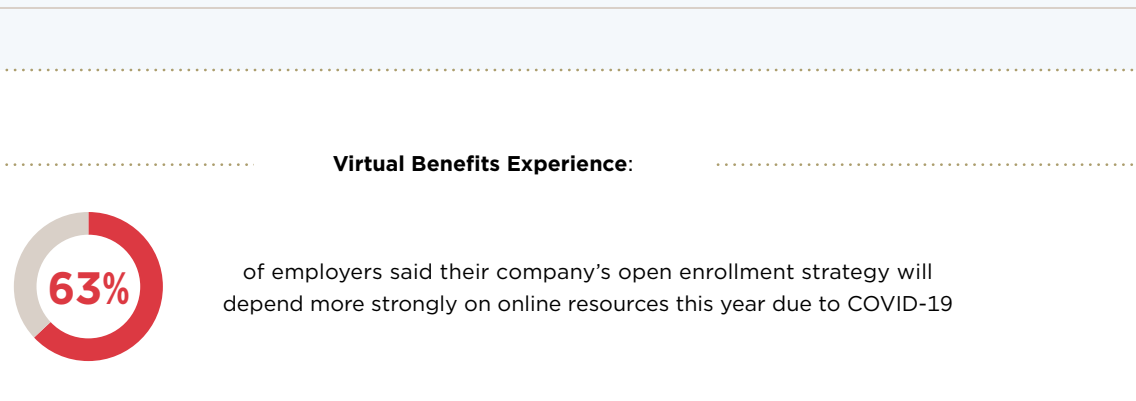 Virtual Benefits Experience:
63%
of employers said their company’s open enrollment strategy will
depend more strongly on online resources this year due to COVID-19